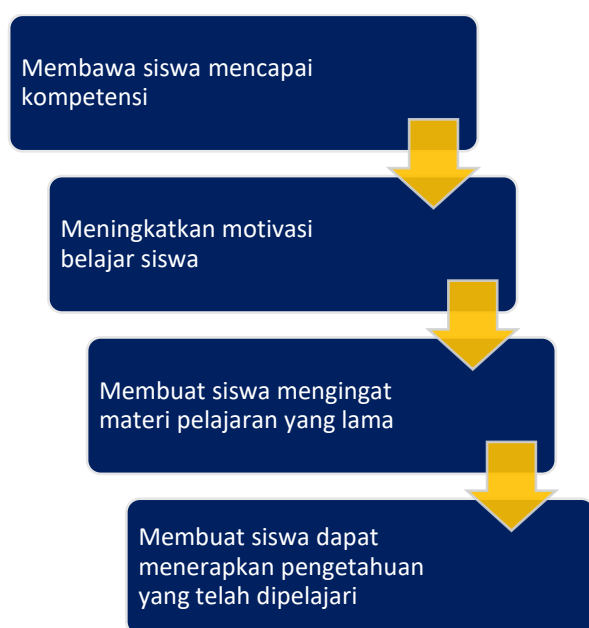 Membawa siswa mencapai
kompetensi
Meningkatkan motivasi
belajar siswa
Membuat siswa mengingat
materi pelajaran yang lama
Membuat siswa dapat
menerapkan pengetahuan
yang telah dipelajari